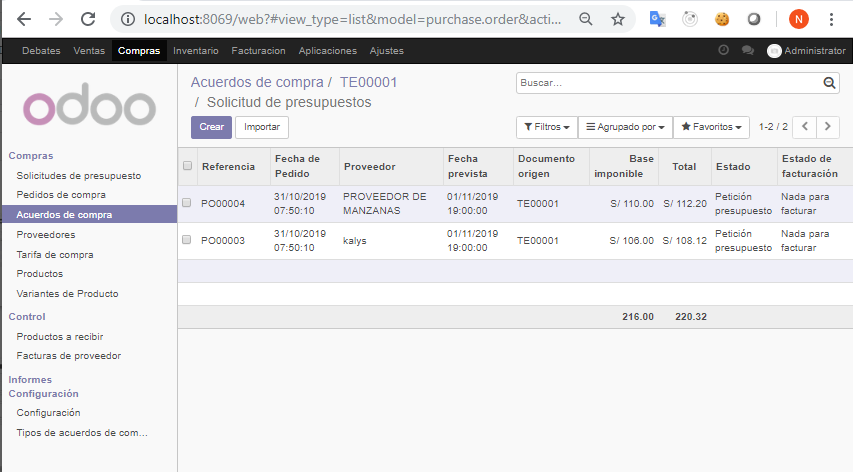 localhost:8069/web?#view_type=list&model=purchase.order&acti...
N
Debates Ventas Compras Inventario Facturacion Aplicaciones Ajustes Administrator
odoo
Compras
Solicitudes de presupuesto
Pedidos de compra
Acuerdos de compra
Proveedores
Tarifa de compra
Productos
Variantes de Producto
Control
Productos a recibir
Facturas de proveedor
Informes
Configuración
Configuración
Tipos de acuerdos de com...
Acuerdos de compra / TE00001
/ Solicitud de presupuestos
Buscar...
Crear Importar
Filtros Agrupado por Favoritos 1-2 / 2
Referencia Fecha de Pedido Proveedor Fecha prevista Documento origen Base imponible Total Estado Estado de facturación
PO00004 31/10/2019 07:50:10 PROVEEDOR DE MANZANAS 01/11/2019 19:00:00 TE00001 S/ 110.00 S/ 112.20 Petición presupuesto Nada para facturar
PO00003 31/10/2019 07:50:10 kalys 01/11/2019 19:00:00 TE00001 S/ 106.00 S/ 108.12 Petición presupuesto Nada para facturar
216.00 220.32